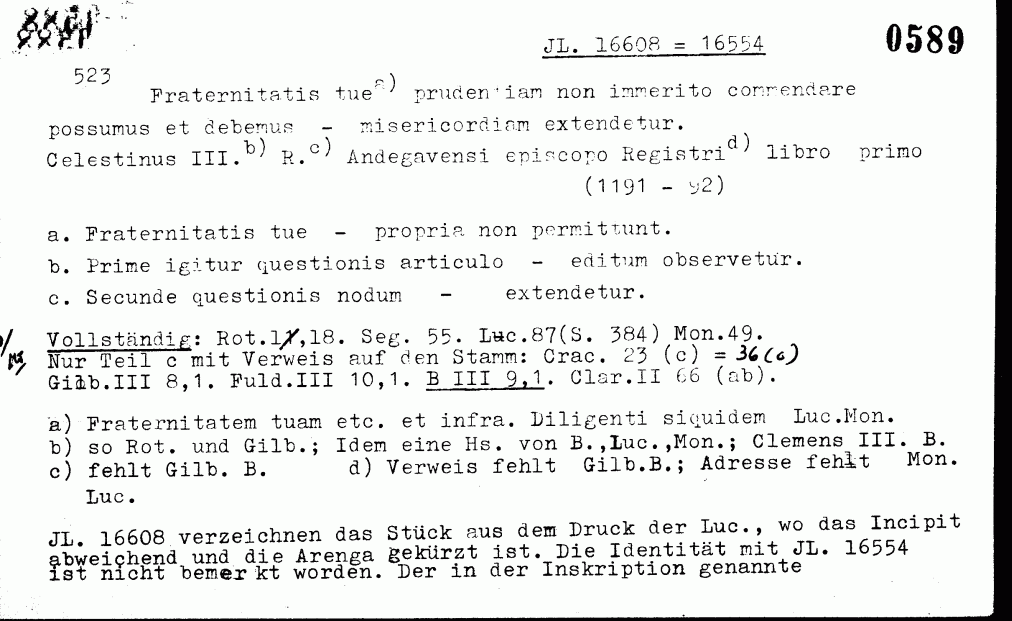 JL. 16608 = 16554 0589
523
Fraternitatis tue a) prudentiam non immerito commendare
possumus et debemus - misericordiam extendetur.
Celestinus III. b) R. c) Andegavensi episcopo Registri d) libro primo
(1191 - 92)
a. Fraternitatis tue - propria non permittunt.
b. Prime igitur questionis articulo - editum observetur.
c. Secunde questionis nodum - extendetur.
Vollständig: Rot.1,18. Seg. 55. Luc.87(S. 384) Mon.49.
Nur Teil c mit Verweis auf den Stamm: Crac. 23 (c) = 36(c)
Gilb.III 8,1. Fuld.III 10,1. B III 9,1. Clar.II 66 (ab).
a) Fraternitatem tuam etc. et infra. Diligenti siquidem Luc.Mon.
b) so Rot. und Gilb.; Idem eine Hs. von B.,Luc.,Mon.; Clemens III. B.
c) fehlt Gilb. B. d) Verweis fehlt Gilb.B.; Adresse fehlt Mon.
Luc.
JL. 16608 verzeichnen das Stück aus dem Druck der Luc., wo das Incipit
abweichend und die Arenga gekürzt ist. Die Identität mit JL. 16554
ist nicht bemerkt worden. Der in der Inskription genannte